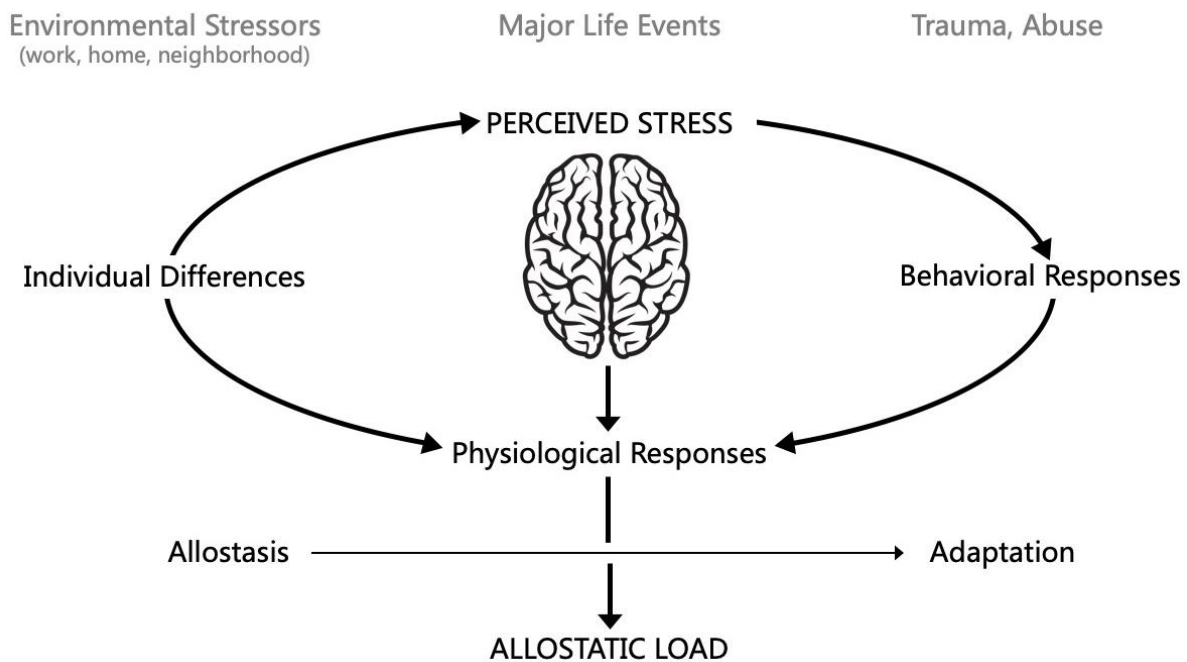 Environmental Stressors
(work, home, neighborhood)
Major Life Events
Trauma, Abuse
PERCEIVED STRESS
Individual Differences
Behavioral Responses
Physiological Responses
Allostasis
Adaptation
ALLOSTATIC LOAD